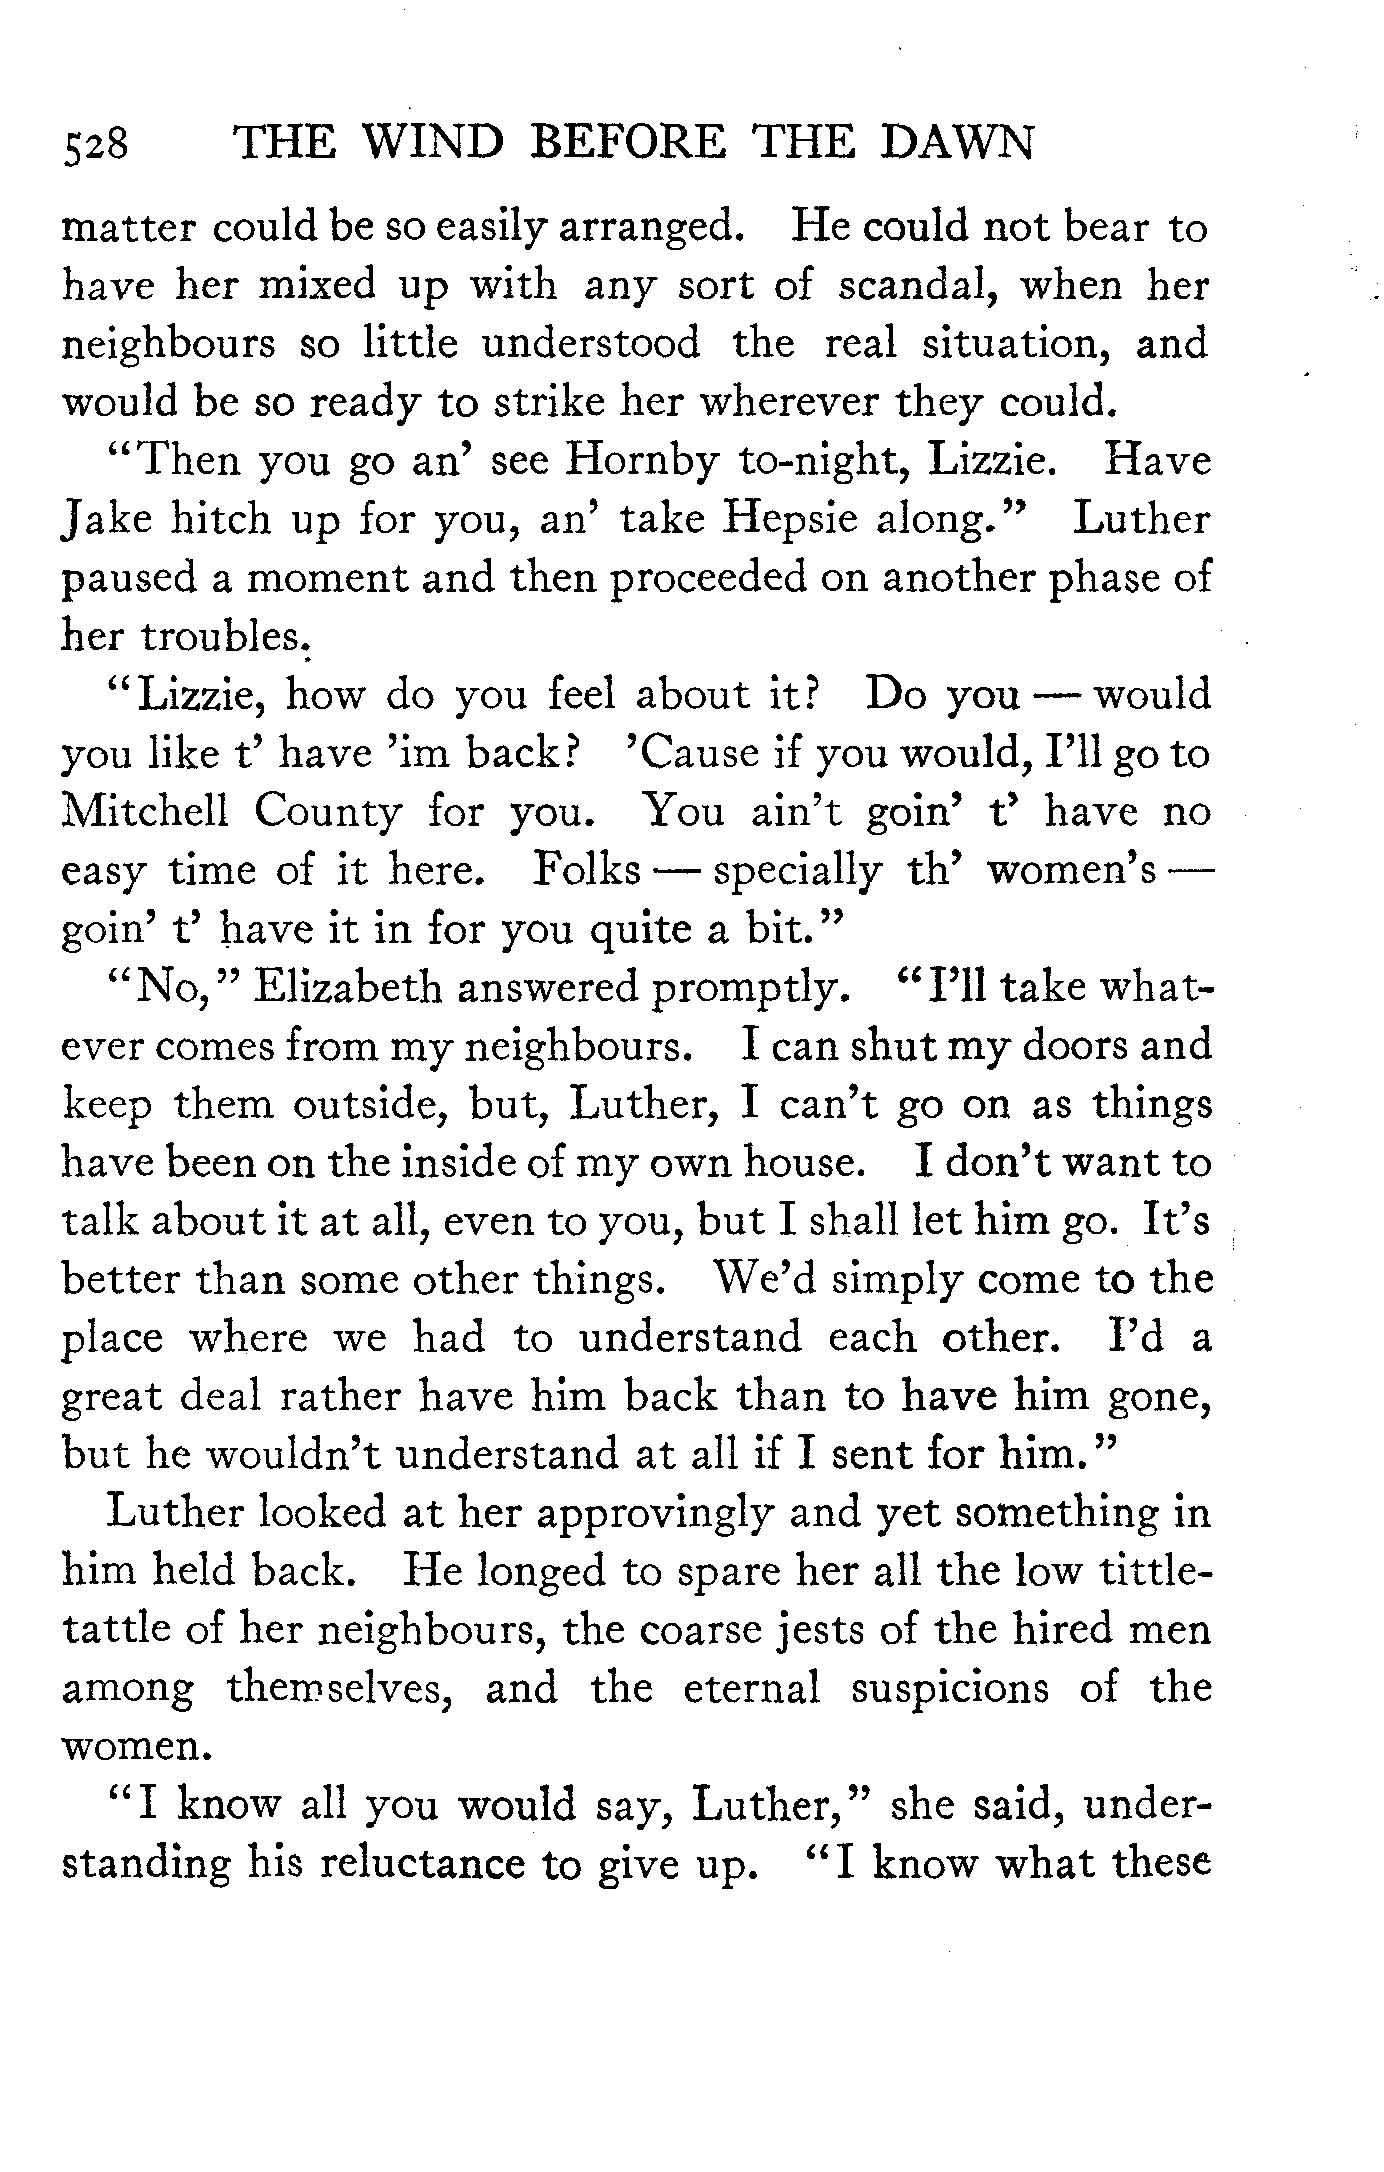 528 THE WIND BEFORE THE DAWN
matter could be so easily arranged. He could not bear to
have her mixed up with any sort of scandal, when her
neighbours so little understood the real situation, and
would be so ready to strike her wherever they could.
“Then you go an’ see Hornby to-night, Lizzie. Have
Jake hitch up for you, an’ take Hepsie along.” Luther
paused a moment and then proceeded on another phase of
her troubles.
“Lizzie, how do you feel about it? Do you — would
you like t’ have ’im back? ’Cause if you would, I’ll go to
Mitchell County for you. You ain’t goin’ t’ have no
easy time of it here. Folks — specially th’ women’s —
goin’ t’ have it in for you quite a bit.”
“No,” Elizabeth answered promptly. “I’ll take what-
ever comes from my neighbours. I can shut my doors and
keep them outside, but, Luther, I can’t go on as things
have been on the inside of my own house. I don’t want to
talk about it at all, even to you, but I shall let him go. It’s
better than some other things. We’d simply come to the
place where we had to understand each other. I’d a
great deal rather have him back than to have him gone,
but he wouldn’t understand at all if I sent for him.”
Luther looked at her approvingly and yet something in
him held back. He longed to spare her all the low tittle-
tattle of her neighbours, the coarse jests of the hired men
among themselves, and the eternal suspicions of the
women.
“I know all you would say, Luther,” she said, under-
standing his reluctance to give up. “I know what these